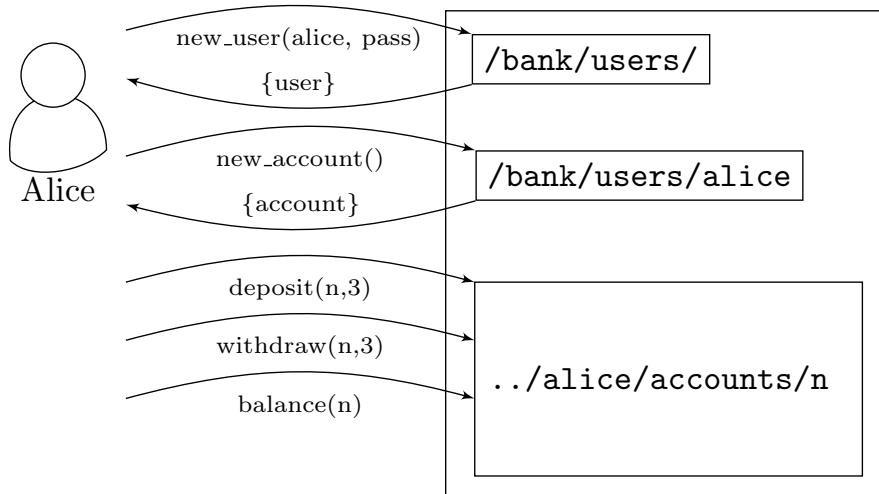 new_user(alice, pass)
/bank/users/
{user}
new_account()
/bank/users/alice
Alice
{account}
deposit(n,3)
withdraw(n,3)
../alice/accounts/n
balance(n)